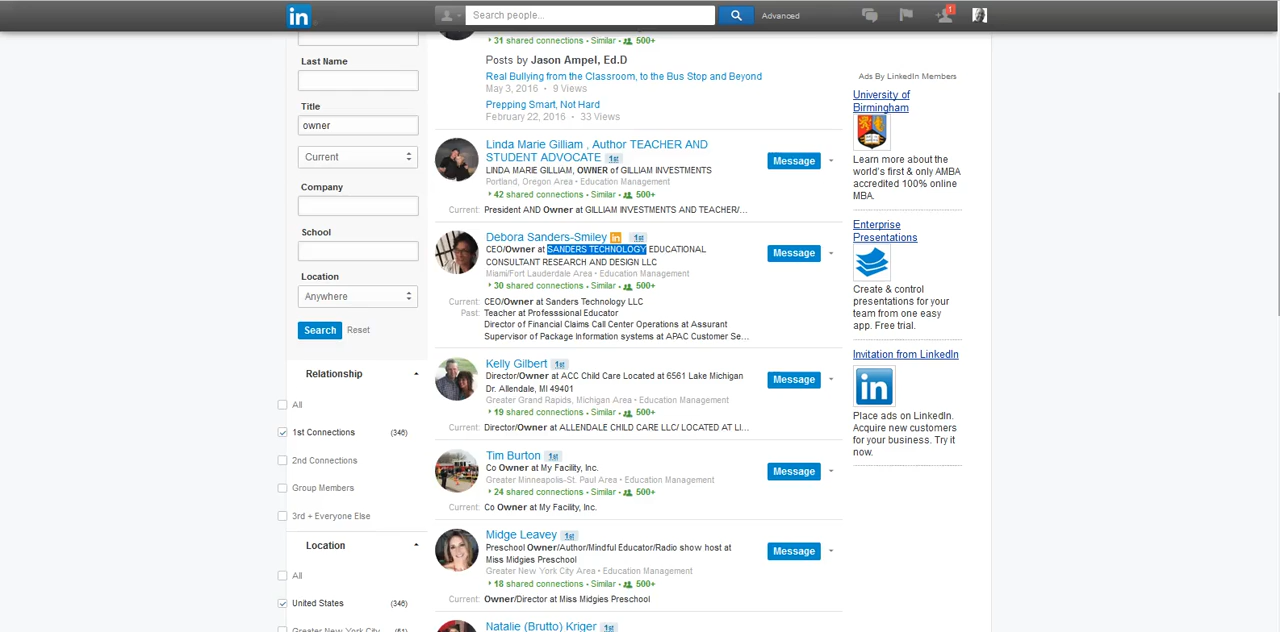 in
Search people...
Advanced
1
Last Name
Title
owner
Current
Company
School
Location
Anywhere
Search Reset
Relationship
All
1st Connections (346)
2nd Connections
Group Members
3rd + Everyone Else
Location
All
United States (346)
Greater New York City (51)
31 shared connections • Similar • 500+
Posts by Jason Ampel, Ed.D
Real Bullying from the Classroom, to the Bus Stop and Beyond
May 3, 2016 • 9 Views
Prepping Smart, Not Hard
February 22, 2016 • 33 Views
Linda Marie Gilliam , Author TEACHER AND
STUDENT ADVOCATE 1st
LINDA MARIE GILLIAM, OWNER of GILLIAM INVESTMENTS
Portland, Oregon Area • Education Management
42 shared connections • Similar • 500+
Current: President AND Owner at GILLIAM INVESTMENTS AND TEACHER/...
Message
Debora Sanders-Smiley in 1st
CEO/Owner at SANDERS TECHNOLOGY EDUCATIONAL
CONSULTANT RESEARCH AND DESIGN LLC
Miami/Fort Lauderdale Area • Education Management
30 shared connections • Similar • 500+
Current: CEO/Owner at Sanders Technology LLC
Past: Teacher at Professsional Educator
Director of Financial Claims Call Center Operations at Assurant
Supervisor of Package Information systems at APAC Customer Se...
Message
Kelly Gilbert 1st
Director/Owner at ACC Child Care Located at 6561 Lake Michigan
Dr. Allendale, MI 49401
Greater Grand Rapids, Michigan Area • Education Management
19 shared connections • Similar • 500+
Current: Director/Owner at ALLENDALE CHILD CARE LLC/ LOCATED AT LI...
Message
Tim Burton 1st
Co Owner at My Facility, Inc.
Greater Minneapolis-St. Paul Area • Education Management
24 shared connections • Similar • 500+
Current: Co Owner at My Facility, Inc.
Message
Midge Leavey 1st
Preschool Owner/Author/Mindful Educator/Radio show host at
Miss Midgies Preschool
Greater New York City Area • Education Management
18 shared connections • Similar • 500+
Current: Owner/Director at Miss Midgies Preschool
Message
Natalie (Brutto) Kriger 1st
Ads By LinkedIn Members
University of
Birmingham
Learn more about the
world's first & only AMBA
accredited 100% online
MBA.
Enterprise
Presentations
Create & control
presentations for your
team from one easy
app. Free trial.
Invitation from LinkedIn
in
Place ads on LinkedIn.
Acquire new customers
for your business. Try it
now.